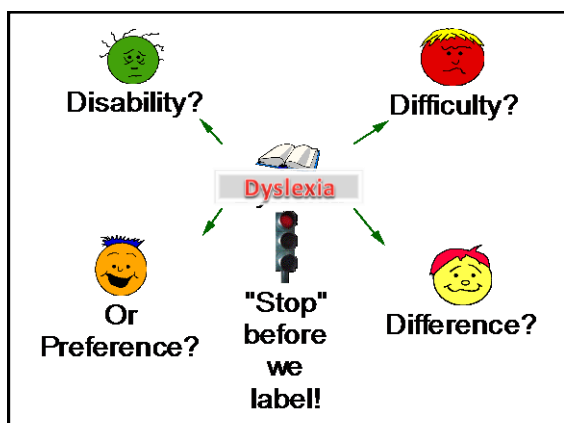 Disability?
Difficulty?
Dyslexia
Or
Preference?
"Stop"
before
we
label!
Difference?